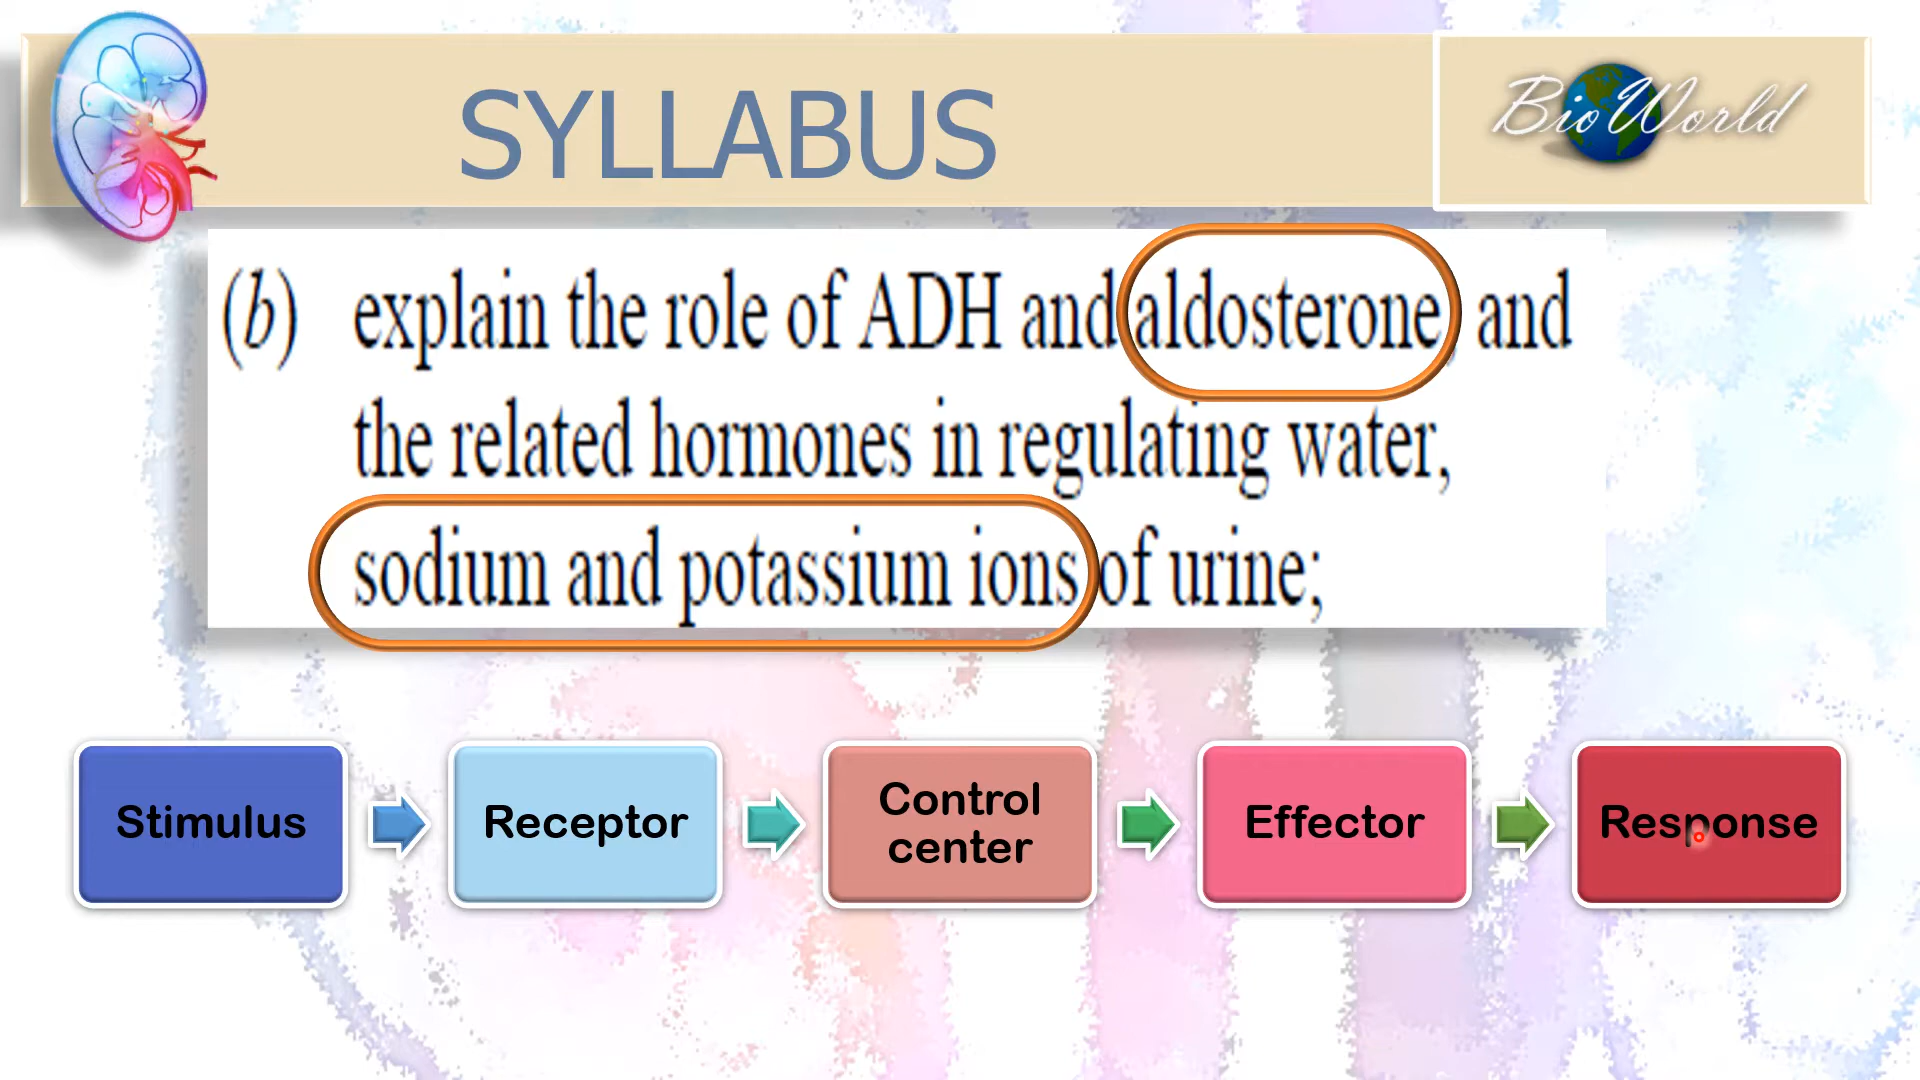 SYLLABUS
BioWorld
(b) explain the role of ADH and aldosterone, and
the related hormones in regulating water,
sodium and potassium ions of urine;
Stimulus
Receptor
Control
center
Effector
Response